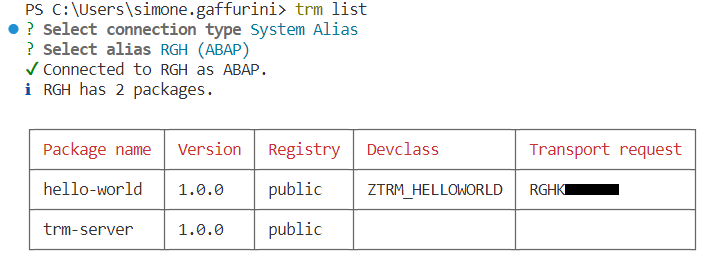 PS C:\Users\simone.gaffurini> trm list
? Select connection type System Alias
? Select alias RGH (ABAP)
✔ Connected to RGH as ABAP.
ℹ RGH has 2 packages.
Package name Version Registry Devclass Transport request
hello-world 1.0.0 public ZTRM_HELLOWORLD RGHK
trm-server 1.0.0 public